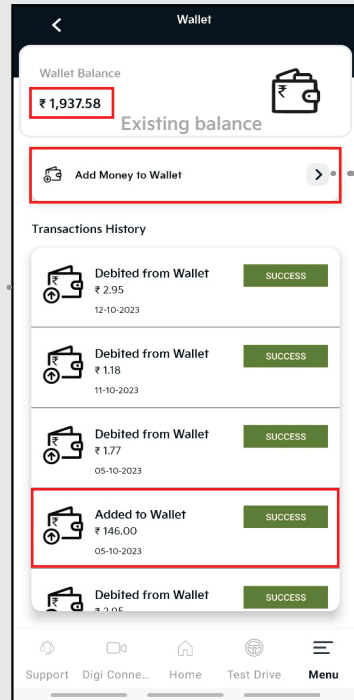 Wallet
Wallet Balance
₹ 1,937.58
Existing balance
Add Money to Wallet
Transactions History
Debited from Wallet
SUCCESS
₹ 2.95
12-10-2023
Debited from Wallet
SUCCESS
₹ 1.18
11-10-2023
Debited from Wallet
SUCCESS
₹ 1.77
05-10-2023
Added to Wallet
SUCCESS
₹ 146.00
05-10-2023
Debited from Wallet
SUCCESS
Support Digi Conne... Home Test Drive Menu